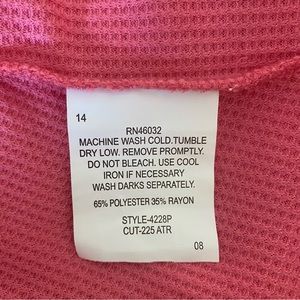 14
RN46032
MACHINE WASH COLD.TUMBLE
DRY LOW. REMOVE PROMPTLY.
DO NOT BLEACH. USE COOL
IRON IF NECESSARY
WASH DARKS SEPARATELY.
65% POLYESTER 35% RAYON
STYLE-4228P
CUT-225 ATR
08